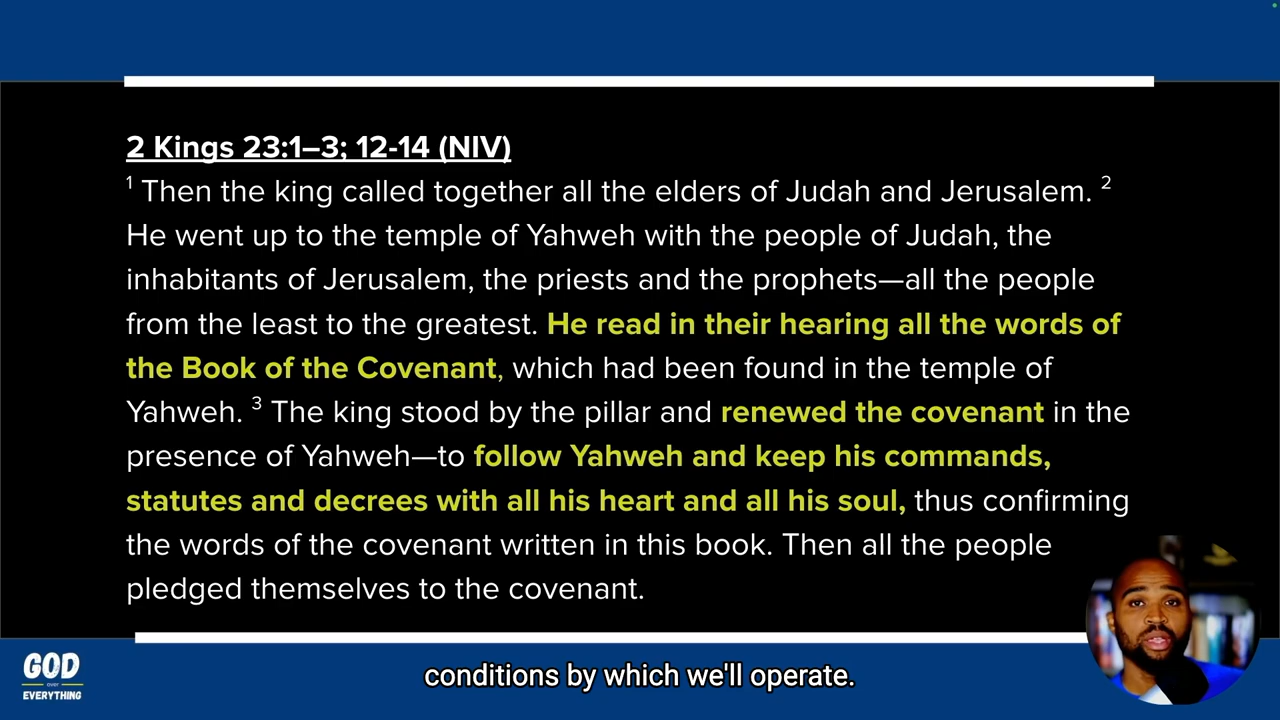 2 Kings 23:1–3; 12-14 (NIV)
1 Then the king called together all the elders of Judah and Jerusalem. 2
He went up to the temple of Yahweh with the people of Judah, the
inhabitants of Jerusalem, the priests and the prophets—all the people
from the least to the greatest. He read in their hearing all the words of
the Book of the Covenant, which had been found in the temple of
Yahweh. 3 The king stood by the pillar and renewed the covenant in the
presence of Yahweh—to follow Yahweh and keep his commands,
statutes and decrees with all his heart and all his soul, thus confirming
the words of the covenant written in this book. Then all the people
pledged themselves to the covenant.
GOD
OVER
EVERYTHING
conditions by which we'll operate.